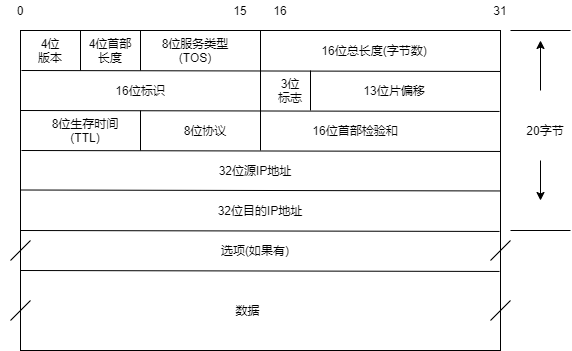 0 15 16 31
4位
版本
4位首部
长度
8位服务类型
(TOS)
16位总长度(字节数)
16位标识
3位
标志
13位片偏移
8位生存时间
(TTL)
8位协议
16位首部检验和
20字节
32位源IP地址
32位目的IP地址
选项(如果有)
数据